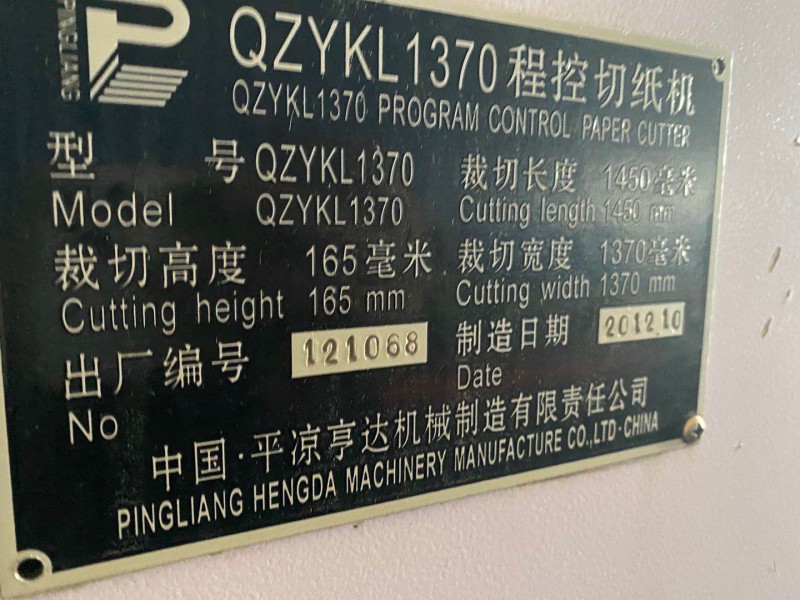 PINGLIANG
QZYKL1370程控切纸机
QZYKL1370 PROGRAM CONTROL PAPER CUTTER
型 号 QZYKL1370 裁切长度 1450毫米
Model QZYKL1370 Cutting length 1450 mm
裁切高度 165毫米 裁切宽度 1370毫米
Cutting height 165 mm Cutting width 1370 mm
出厂编号 121068 制造日期 2012.10
No Date
中国·平凉亨达机械制造有限责任公司
PINGLIANG HENGDA MACHINERY MANUFACTURE CO.,LTD·CHINA